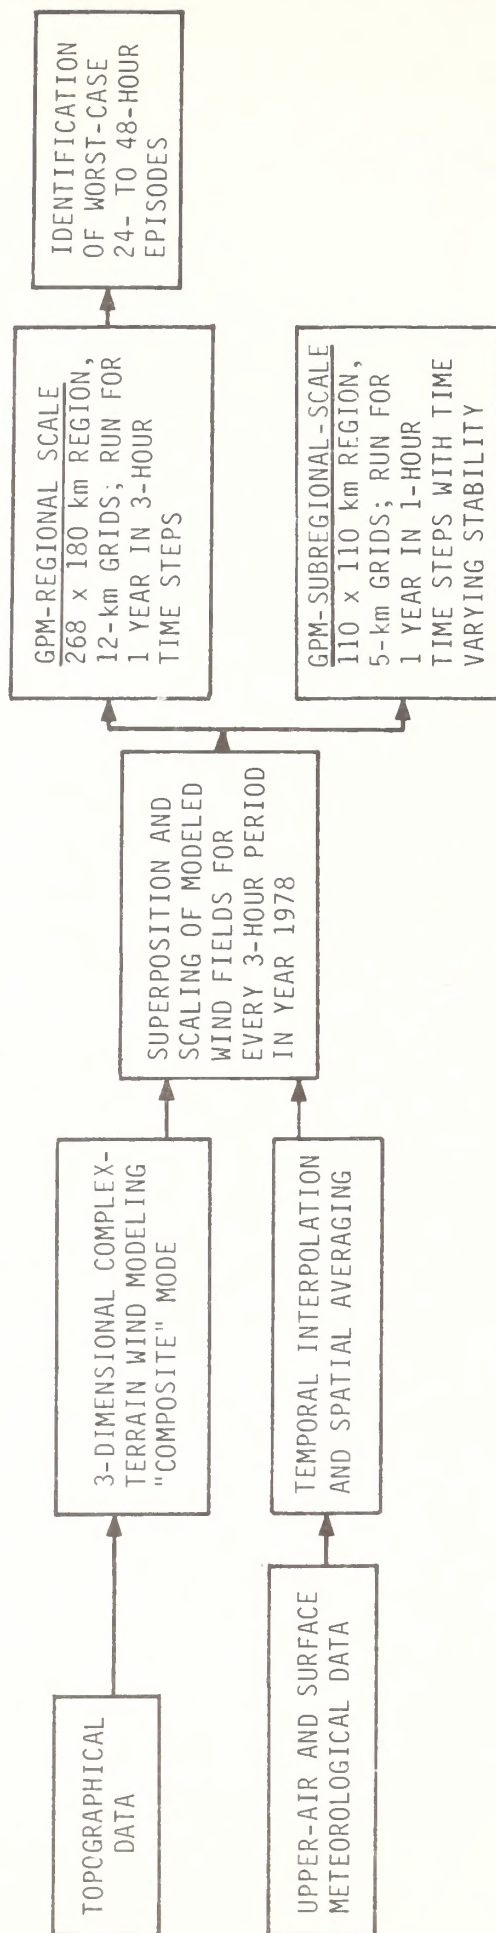 TOPOGRAPHICAL
DATA
UPPER-AIR AND SURFACE
METEOROLOGICAL DATA
3-DIMENSIONAL COMPLEX-
TERRAIN WIND MODELING
"COMPOSITE" MODE
TEMPORAL INTERPOLATION
AND SPATIAL AVERAGING
SUPERPOSITION AND
SCALING OF MODELED
WIND FIELDS FOR
EVERY 3-HOUR PERIOD
IN YEAR 1978
GPM-REGIONAL SCALE
268 x 180 km REGION,
12-km GRIDS; RUN FOR
1 YEAR IN 3-HOUR
TIME STEPS
GPM-SUBREGIONAL-SCALE
110 x 110 km REGION,
5-km GRIDS; RUN FOR
1 YEAR IN 1-HOUR
TIME STEPS WITH TIME
VARYING STABILITY
IDENTIFICATION
OF WORST-CASE
24- TO 48-HOUR
EPISODES